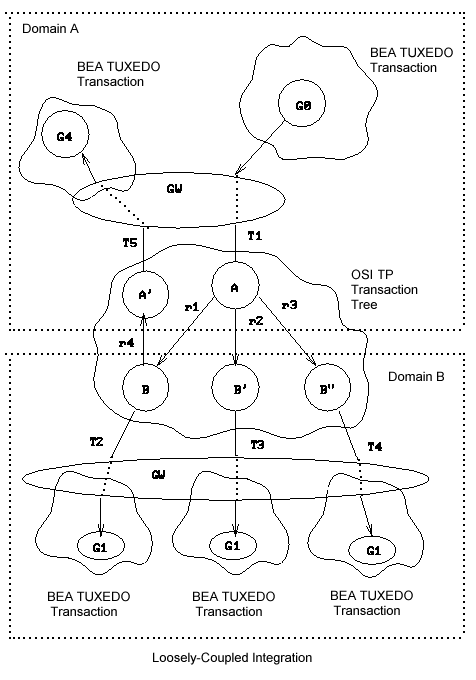 Domain A
BEA TUXEDO
Transaction
BEA TUXEDO
Transaction
G0
G4
GW
T5
T1
OSI TP
Transaction
Tree
A'
A
r1
r3
r2
r4
Domain B
B
B'
B"
T2
T3
T4
GW
G1
G1
G1
BEA TUXEDO
Transaction
BEA TUXEDO
Transaction
BEA TUXEDO
Transaction
Loosely-Coupled Integration